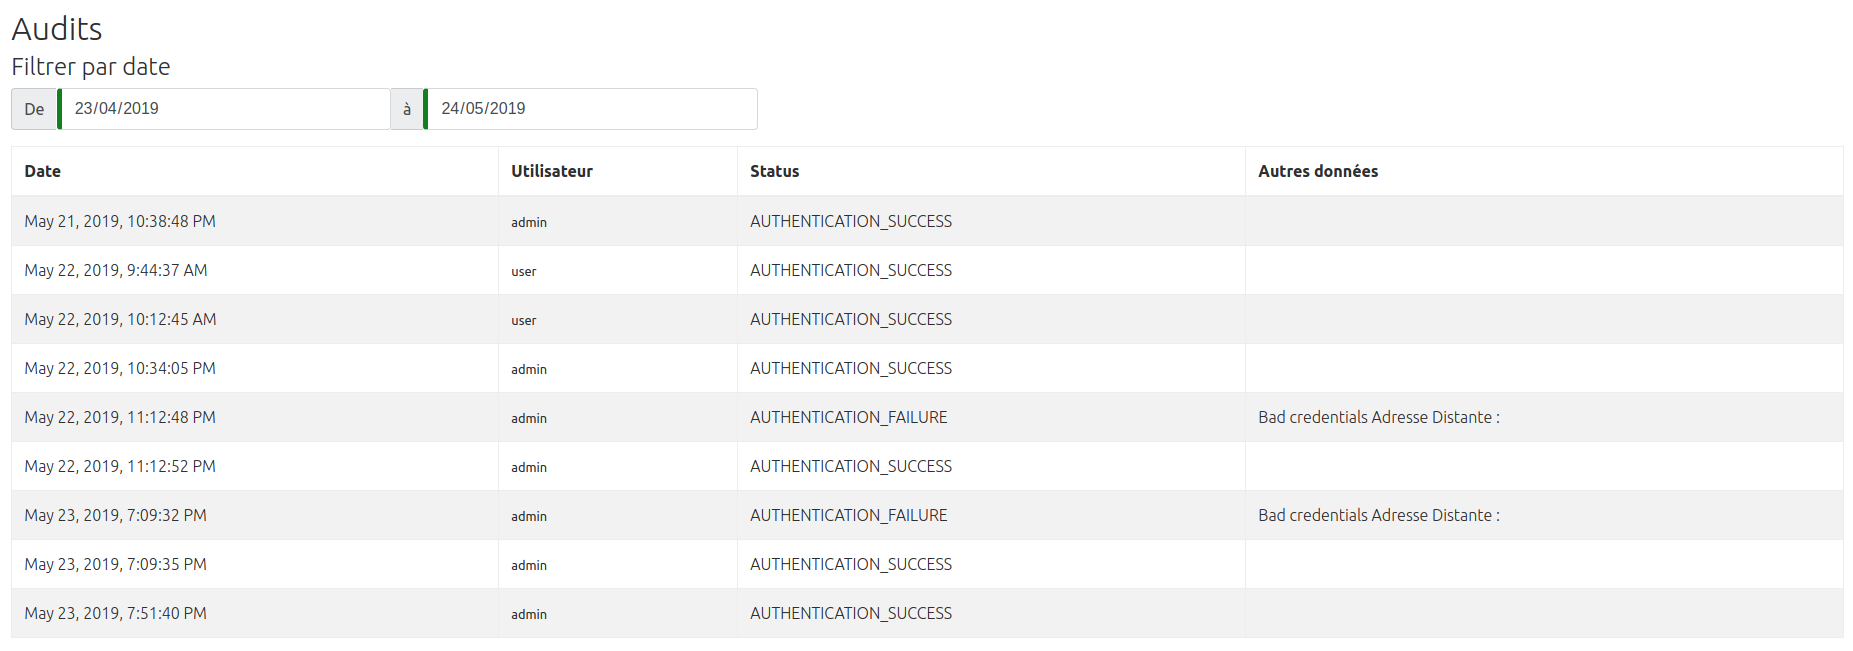 Audits
Filtrer par date
De 23/04/2019 à 24/05/2019
Date Utilisateur Status Autres données
May 21, 2019, 10:38:48 PM admin AUTHENTICATION_SUCCESS
May 22, 2019, 9:44:37 AM user AUTHENTICATION_SUCCESS
May 22, 2019, 10:12:45 AM user AUTHENTICATION_SUCCESS
May 22, 2019, 10:34:05 PM admin AUTHENTICATION_SUCCESS
May 22, 2019, 11:12:48 PM admin AUTHENTICATION_FAILURE Bad credentials Adresse Distante :
May 22, 2019, 11:12:52 PM admin AUTHENTICATION_SUCCESS
May 23, 2019, 7:09:32 PM admin AUTHENTICATION_FAILURE Bad credentials Adresse Distante :
May 23, 2019, 7:09:35 PM admin AUTHENTICATION_SUCCESS
May 23, 2019, 7:51:40 PM admin AUTHENTICATION_SUCCESS